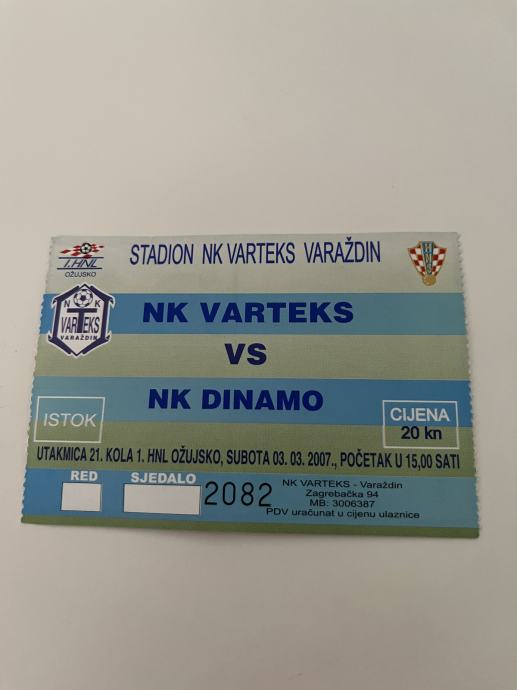 1.HNL
OŽUJSKO
STADION NK VARTEKS VARAŽDIN
N K
VARTEKS
VARAŽDIN
NK VARTEKS
VS
NK DINAMO
ISTOK
CIJENA
20 kn
UTAKMICA 21. KOLA 1. HNL OŽUJSKO, SUBOTA 03. 03. 2007., POČETAK U 15,00 SATI
RED
SJEDALO
2082
NK VARTEKS - Varaždin
Zagrebačka 94
MB: 3006387
PDV uračunat u cijenu ulaznice